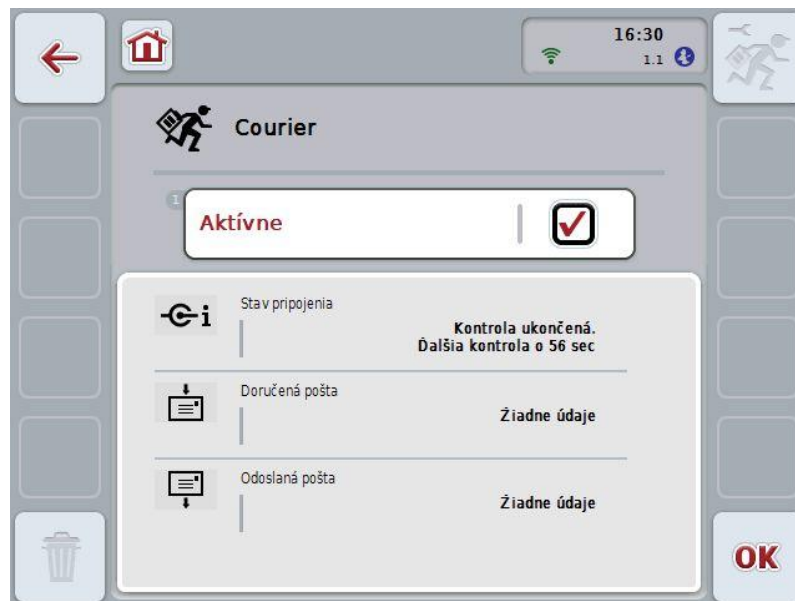 16:30
1.1
Courier
1
Aktívne
Stav pripojenia
Kontrola ukončená.
Ďalšia kontrola o 56 sec
Doručená pošta
Žiadne údaje
Odoslaná pošta
Žiadne údaje
OK